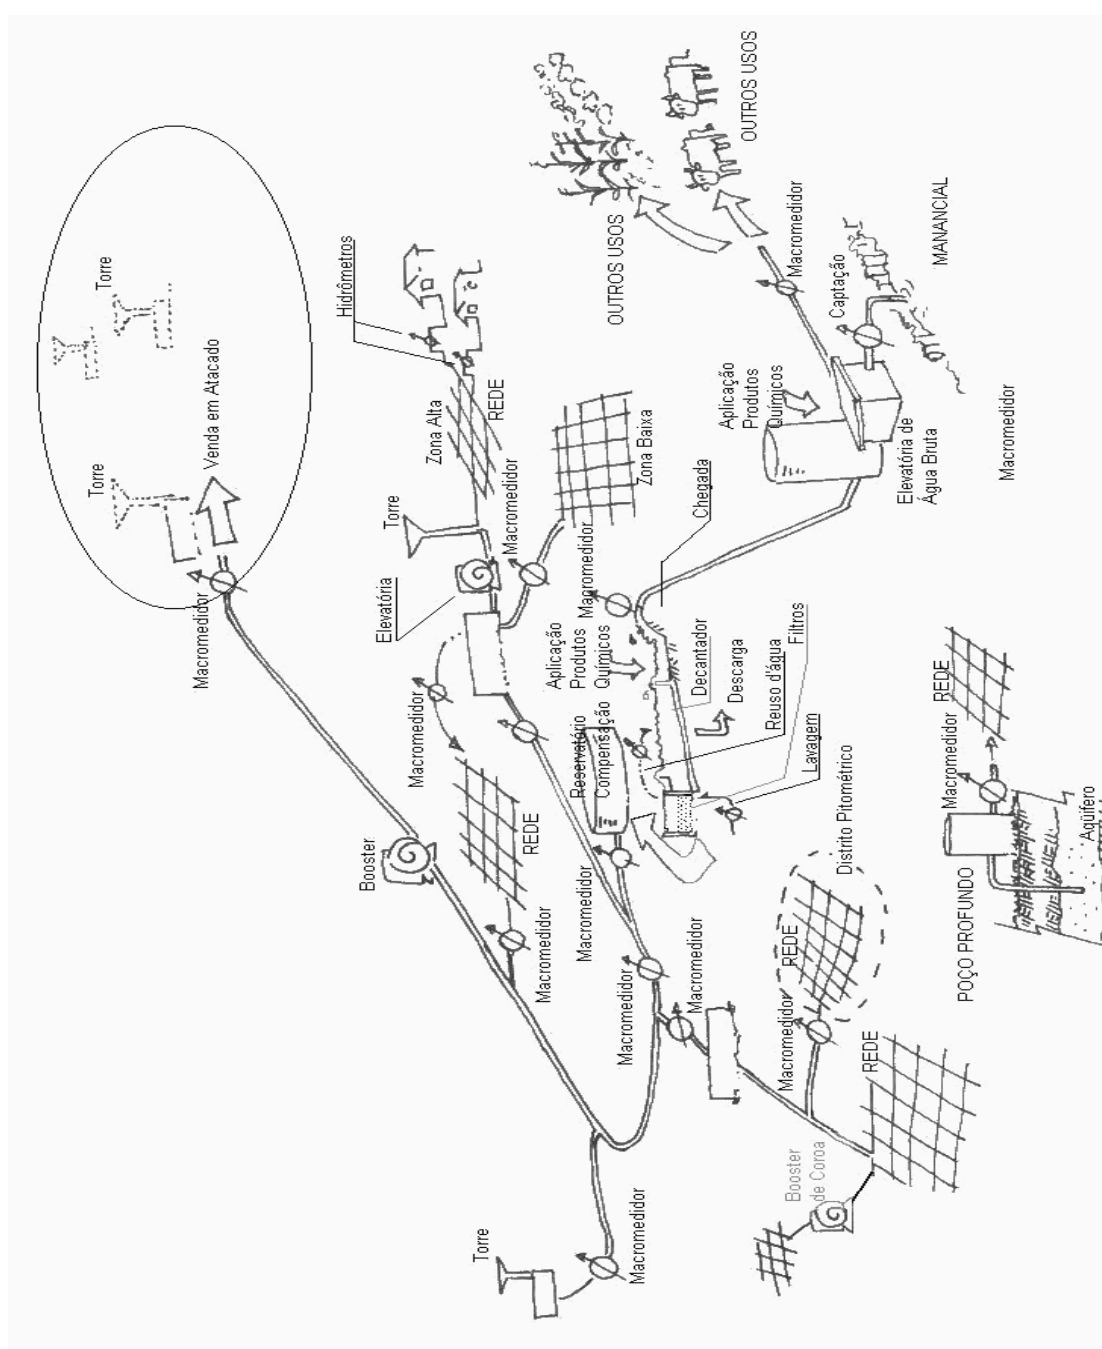 Torre
Torre
Macromedidor
Venda em Atacado
Hidrômetros
Booster
Elevatória
Torre
Macromedidor
Zona Alta
Torre
REDE
Macromedidor
REDE
Macromedidor
Aplicação
Produtos
Químicos
Reservatório
Compensação
Macromedidor
Macromedidor
OUTROS USOS
Macromedidor
Macromedidor
Zona Baixa
Macromedidor
Decantador
Chegada
Descarga
Aplicação
Produtos
Químicos
OUTROS USOS
Reuso d'água
Macromedidor
REDE
Booster
de Coroa
Filtros
Macromedidor
Lavagem
Captação
Distrito Pitométrico
REDE
Elevatória de
Água Bruta
MANANCIAL
REDE
Macromedidor
POÇO PROFUNDO
Macromedidor
Aqüífero